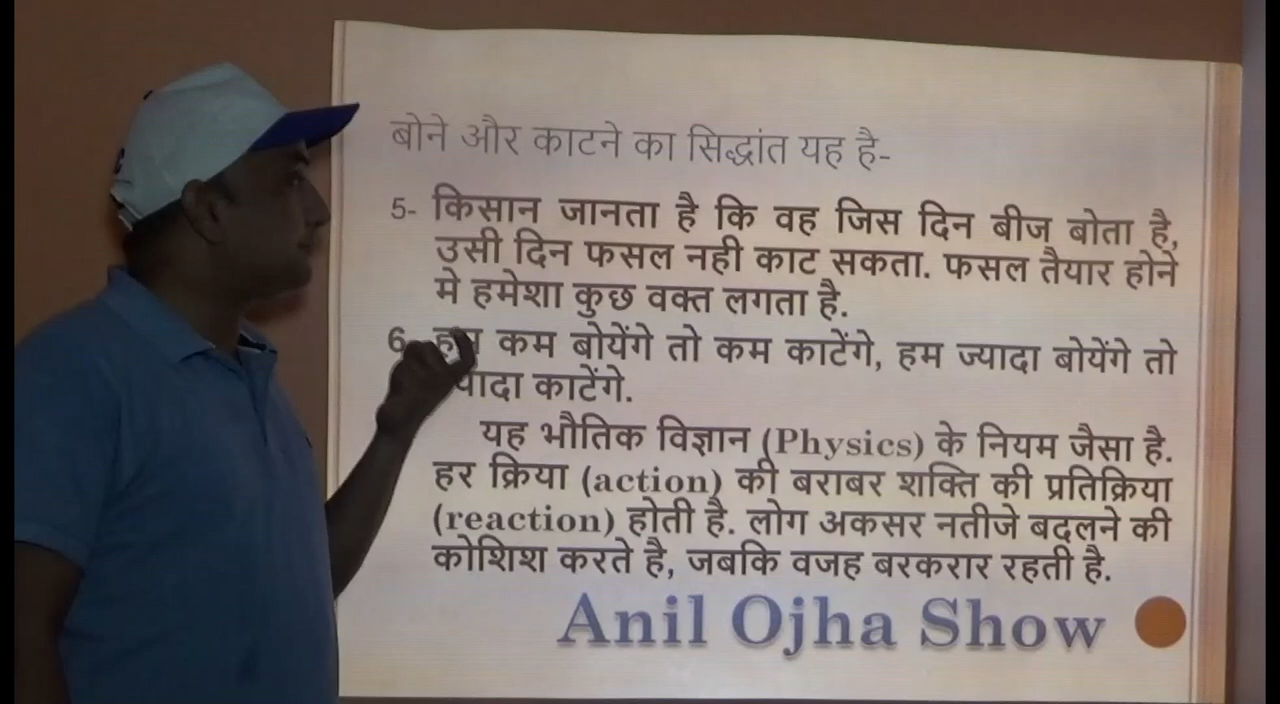 बोने और काटने का सिद्धांत यह है-
5- किसान जानता है कि वह जिस दिन बीज बोता है,
उसी दिन फसल नही काट सकता. फसल तैयार होने
मे हमेशा कुछ वक्त लगता है.
6- हम कम बोयेंगे तो कम काटेंगे, हम ज्यादा बोयेंगे तो
काटेंगे.
यह भौतिक विज्ञान (Physics) के नियम जैसा है.
हर क्रिया (action) की बराबर शक्ति की प्रतिक्रिया
(reaction) होती है. लोग अकसर नतीजे बदलने की
कोशिश करते है, जबकि वजह बरकरार रहती है.
Anil Ojha Show